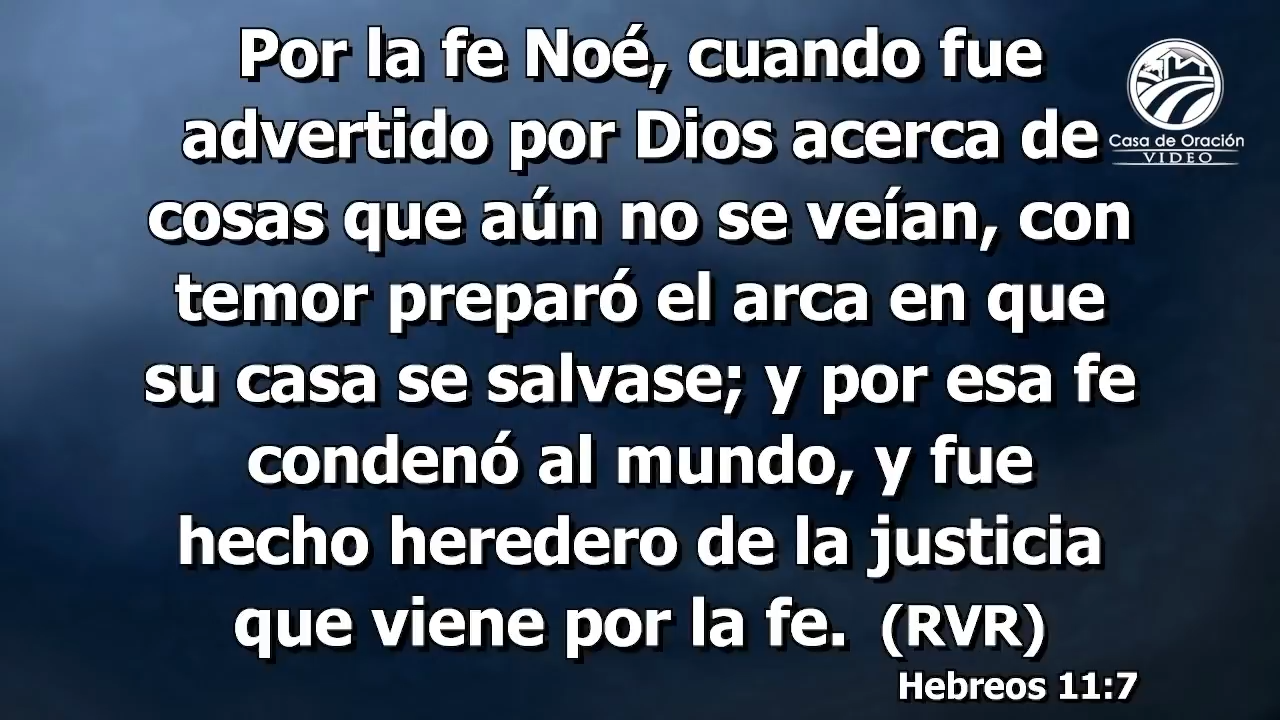 Por la fe Noé, cuando fue
advertido por Dios acerca de
cosas que aún no se veían, con
temor preparó el arca en que
su casa se salvase; y por esa fe
condenó al mundo, y fue
hecho heredero de la justicia
que viene por la fe. (RVR)
Hebreos 11:7
Casa de Oración
VIDEO